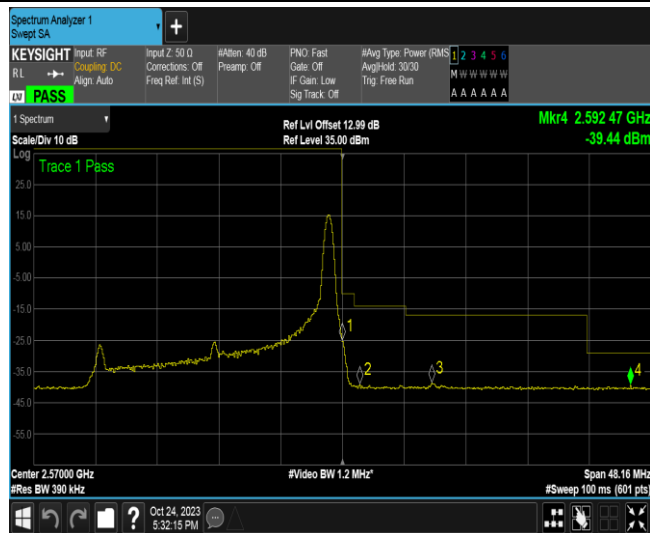 Spectrum Analyzer 1
Swept SA
+
KEYSIGHT
RL
LXI PASS
Input: RF
Coupling: DC
Align: Auto
Input Z: 50 Ω
Corrections: Off
Freq Ref: Int (S)
#Atten: 40 dB
Preamp: Off
PNO: Fast
Gate: Off
IF Gain: Low
Sig Track: Off
#Avg Type: Power (RMS
Avg|Hold: 30/30
Trig: Free Run
1 2 3 4 5 6
M W W W W W
A A A A A A
1 Spectrum
Scale/Div 10 dB
Ref Lvl Offset 12.99 dB
Ref Level 35.00 dBm
Mkr4 2.592 47 GHz
-39.44 dBm
Log
Trace 1 Pass
25.0
15.0
5.00
-5.00
-15.0
-25.0
-35.0
-45.0
-55.0
1
2
3
4
Center 2.57000 GHz
#Res BW 390 kHz
#Video BW 1.2 MHz*
Span 48.16 MHz
#Sweep 100 ms (601 pts)
?
Oct 24, 2023
5:32:15 PM